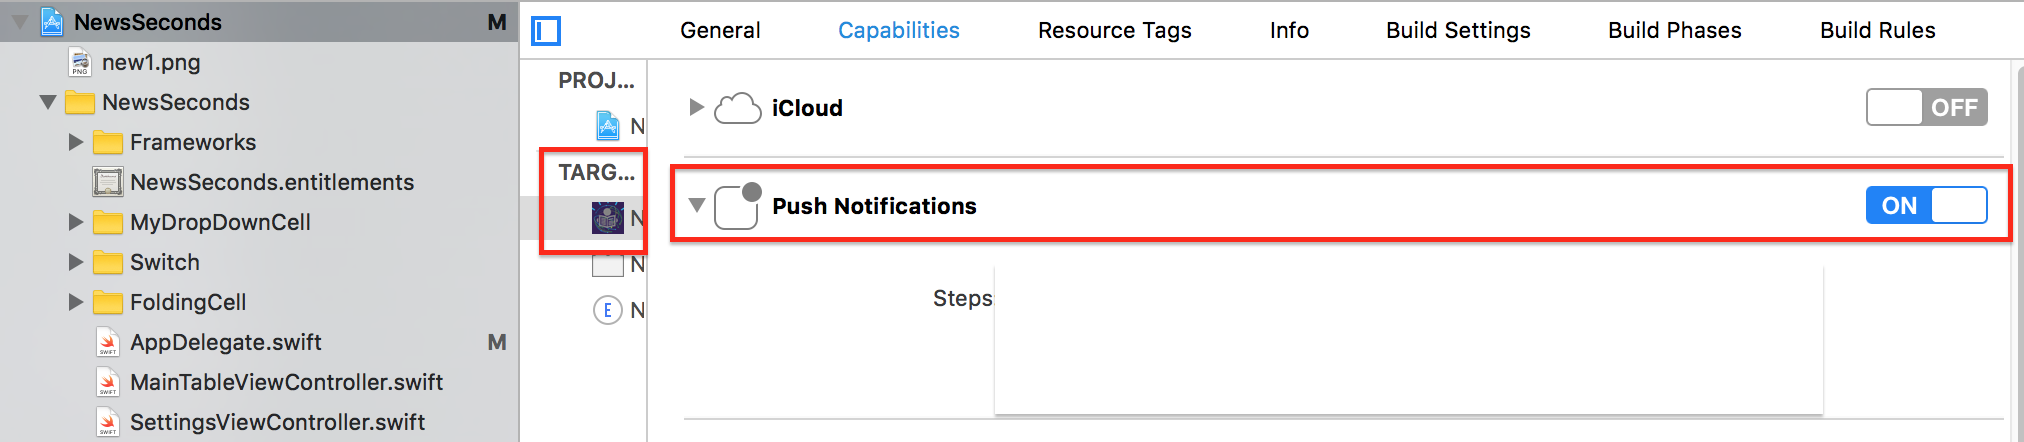 NewsSeconds M
new1.png
NewsSeconds
Frameworks
NewsSeconds.entitlements
MyDropDownCell
Switch
FoldingCell
AppDelegate.swift M
MainTableViewController.swift
SettingsViewController.swift
General Capabilities Resource Tags Info Build Settings Build Phases Build Rules
PROJ...
N
TARG...
N
N
E N
iCloud OFF
Push Notifications ON
Steps: